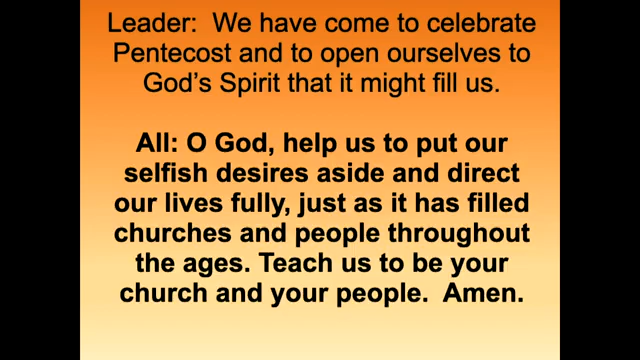 Leader:  We have come to celebrate
Pentecost and to open ourselves to
God’s Spirit that it might fill us.
All: O God, help us to put our
selfish desires aside and direct
our lives fully, just as it has filled
churches and people throughout
the ages. Teach us to be your
church and your people.  Amen.